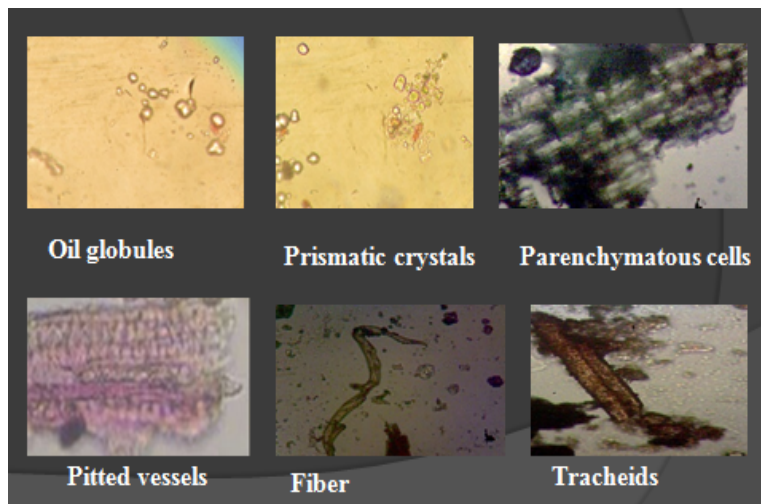 Oil globules
Prismatic crystals
Parenchymatous cells
Pitted vessels
Fiber
Tracheids